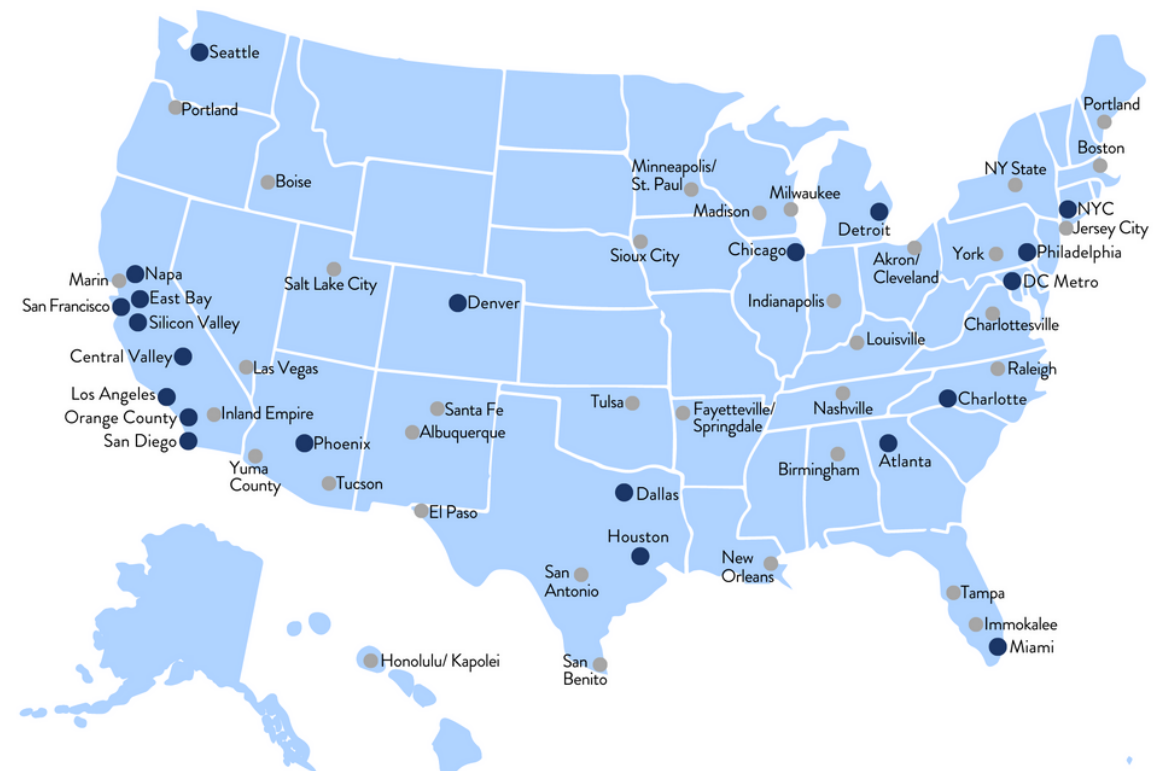 Seattle
Portland
Boise
Minneapolis/
St. Paul
Madison
Milwaukee
Detroit
Portland
Boston
NY State
NYC
Jersey City
Philadelphia
York
DC Metro
Akron/
Cleveland
Chicago
Sioux City
Indianapolis
Charlottesville
Louisville
Raleigh
Charlotte
Nashville
Marin
Napa
East Bay
San Francisco
Silicon Valley
Salt Lake City
Denver
Central Valley
Las Vegas
Los Angeles
Orange County
Inland Empire
San Diego
Phoenix
Yuma
County
Tucson
Santa Fe
Albuquerque
El Paso
Tulsa
Fayetteville/
Springdale
Birmingham
Atlanta
Dallas
Houston
San
Antonio
New
Orleans
San
Benito
Tampa
Immokalee
Miami
Honolulu/ Kapolei